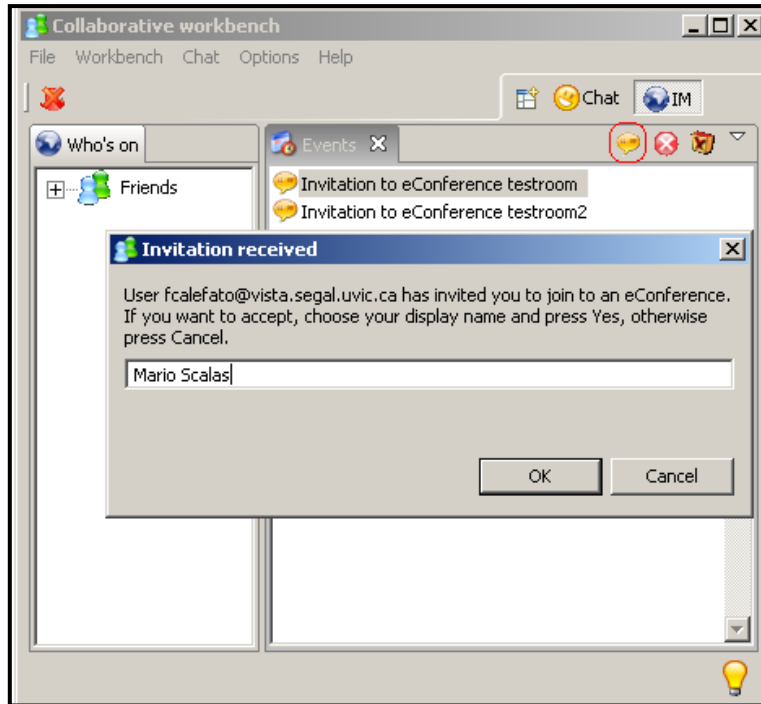 Collaborative workbench
File Workbench Chat Options Help
Chat IM
Who's on
Events
Friends
Invitation to eConference testroom
Invitation to eConference testroom2
Invitation received
User fcalefato@vista.segal.uvic.ca has invited you to join to an eConference.
If you want to accept, choose your display name and press Yes, otherwise
press Cancel.
Mario Scalas
OK Cancel